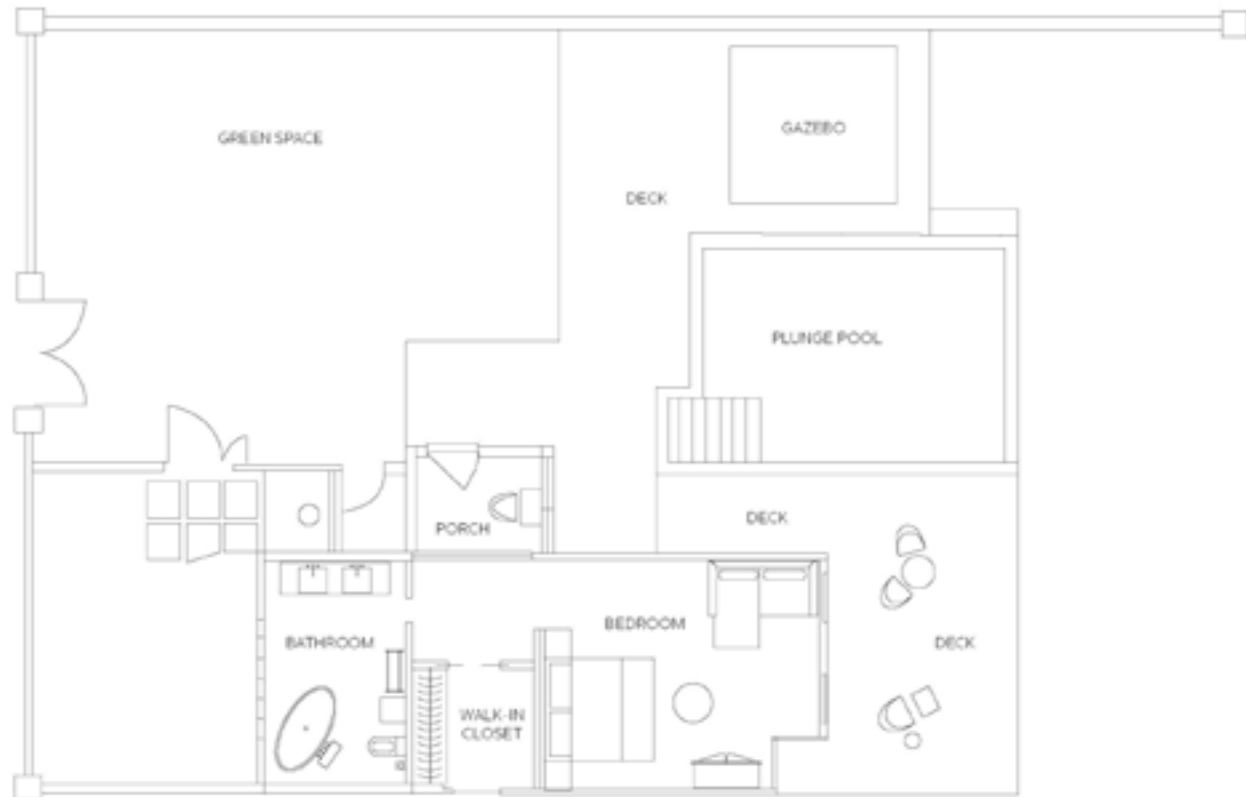 GREEN SPACE
GAZEBO
DECK
PLUNGE POOL
DECK
PORCH
BEDROOM
BATHROOM
DECK
WALK-IN
CLOSET